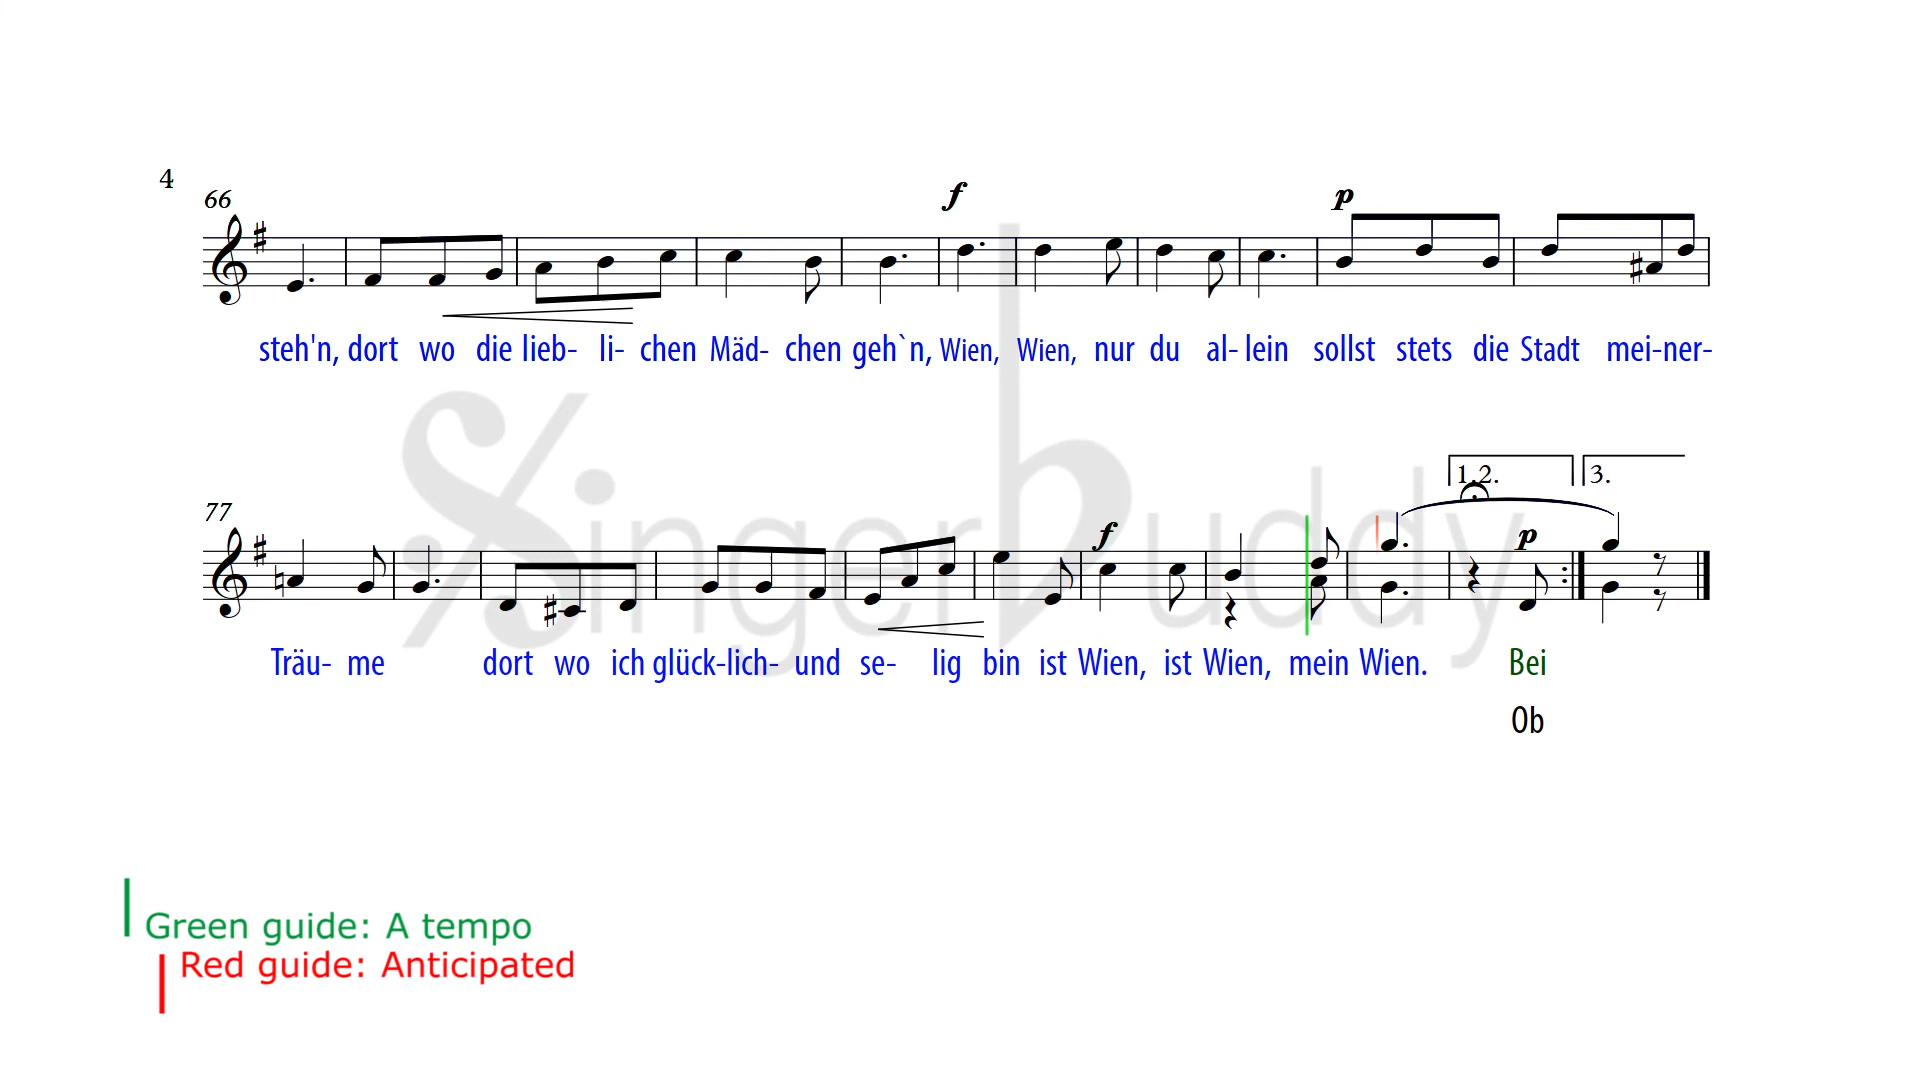 4
66
f
p
steh'n, dort wo die lieb- li- chen Mäd- chen geh`n, Wien, Wien, nur du al- lein sollst stets die Stadt mei-ner-
1.2. 3.
77
f
p
Träu- me dort wo ich glück-lich- und se- lig bin ist Wien, ist Wien, mein Wien. Bei
Ob
Singerbuddy
Green guide: A tempo
Red guide: Anticipated